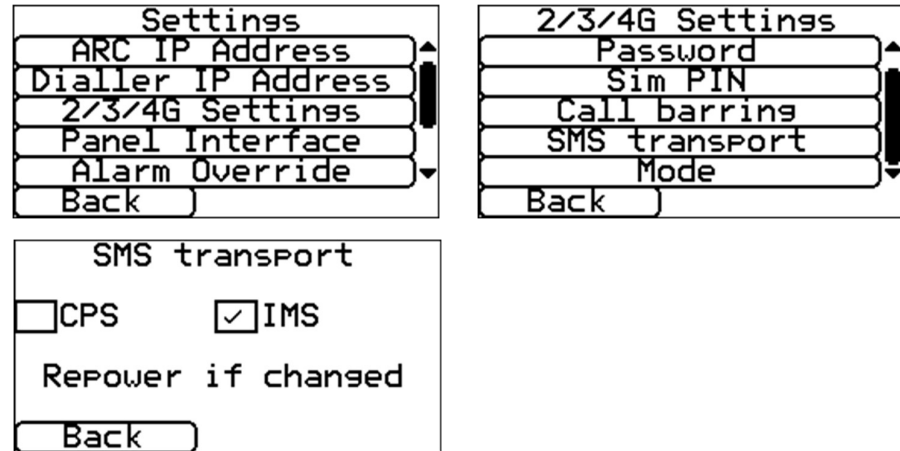 Settings
ARC IP Address
Dialler IP Address
2/3/4G Settings
Panel Interface
Alarm Override
Back
2/3/4G Settings
Password
Sim PIN
Call barring
SMS transport
Mode
Back
SMS transport
CPS IMS
Repower if changed
Back